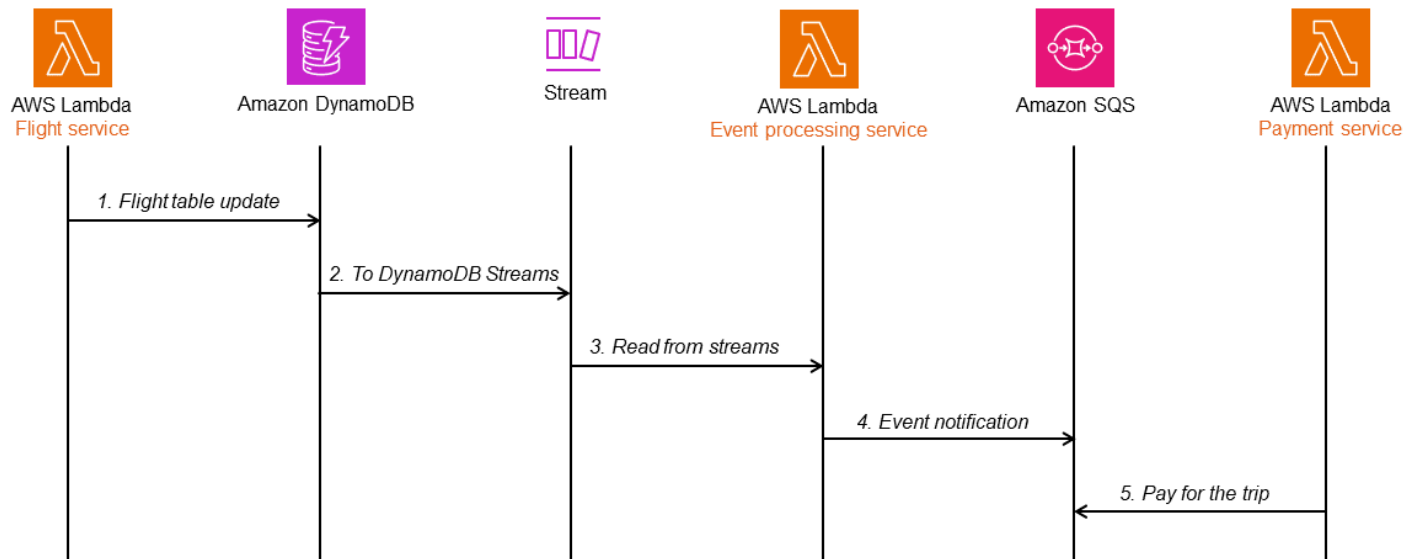 AWS Lambda
Flight service
Amazon DynamoDB
Stream
AWS Lambda
Event processing service
Amazon SQS
AWS Lambda
Payment service
1. Flight table update
2. To DynamoDB Streams
3. Read from streams
4. Event notification
5. Pay for the trip